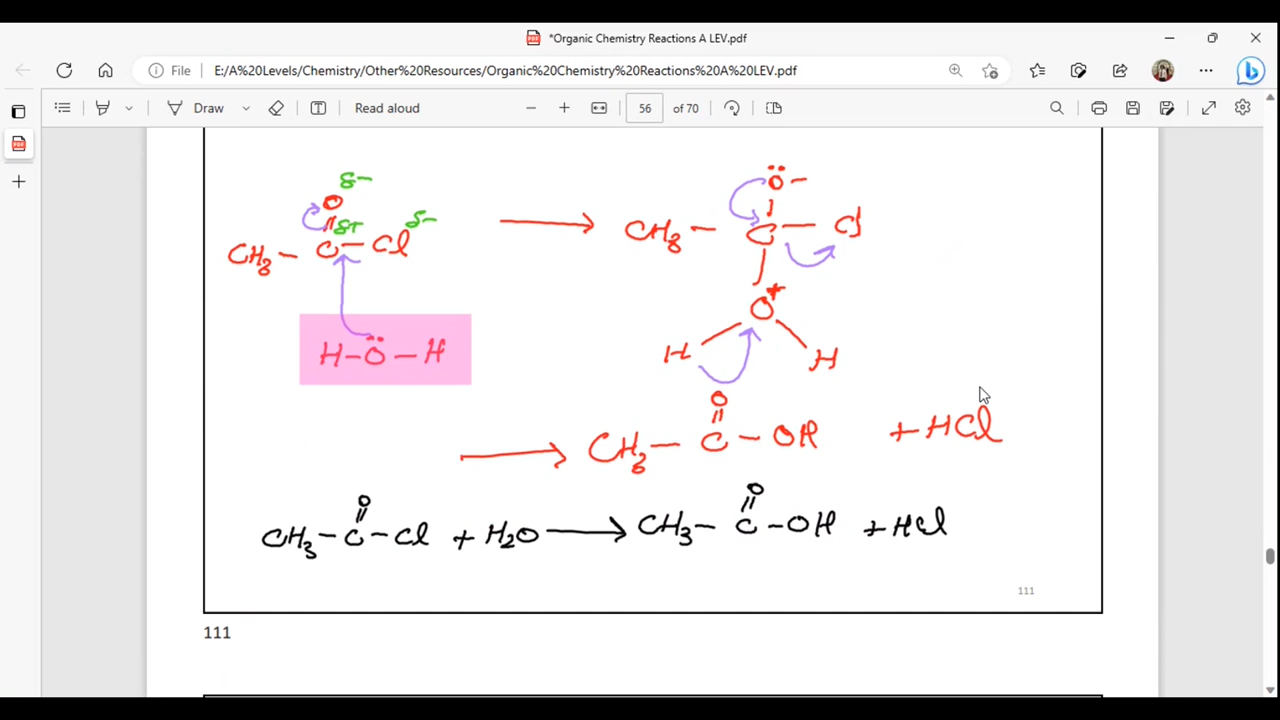 *Organic Chemistry Reactions A LEV.pdf
File E:/A%20Levels/Chemistry/Other%20Resources/Organic%20Chemistry%20Reactions%20A%20LEV.pdf
Draw Read aloud 56 of 70
δ-
O
δ+ δ-
CH3 - C - Cl
H - O - H
O -
CH3 - C - Cl
O+
H H
O
CH3 - C - OH + HCl
O O
CH3 - C - Cl + H2O → CH3 - C - OH + HCl
111
111